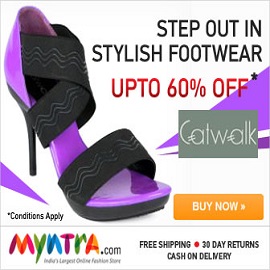 STEP OUT IN
STYLISH FOOTWEAR
UPTO 60% OFF*
Catwalk
BUY NOW »
*Conditions Apply
myntra.com
India's Largest Online Fashion Store
FREE SHIPPING ● 30 DAY RETURNS
CASH ON DELIVERY